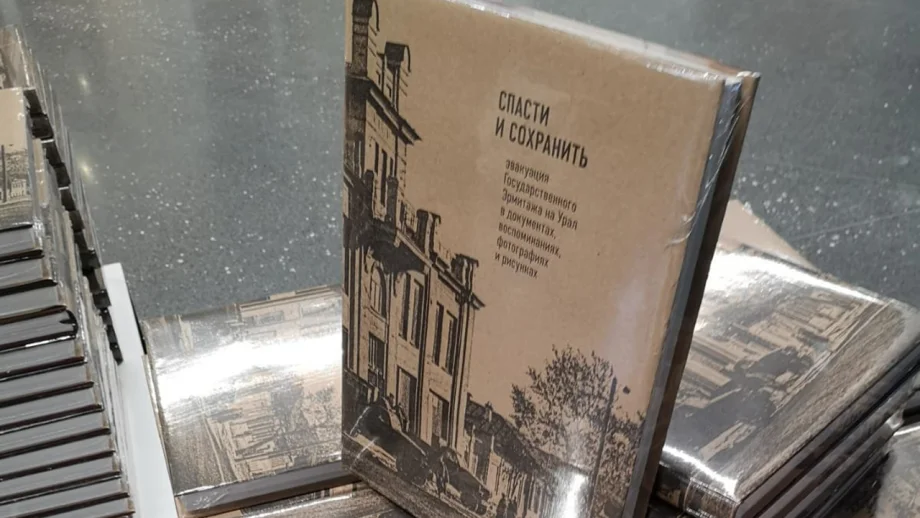 СПАСТИ
И СОХРАНИТЬ
эвакуация
Государственного
Эрмитажа на Урал
в документах,
воспоминаниях,
фотографиях
и рисунках